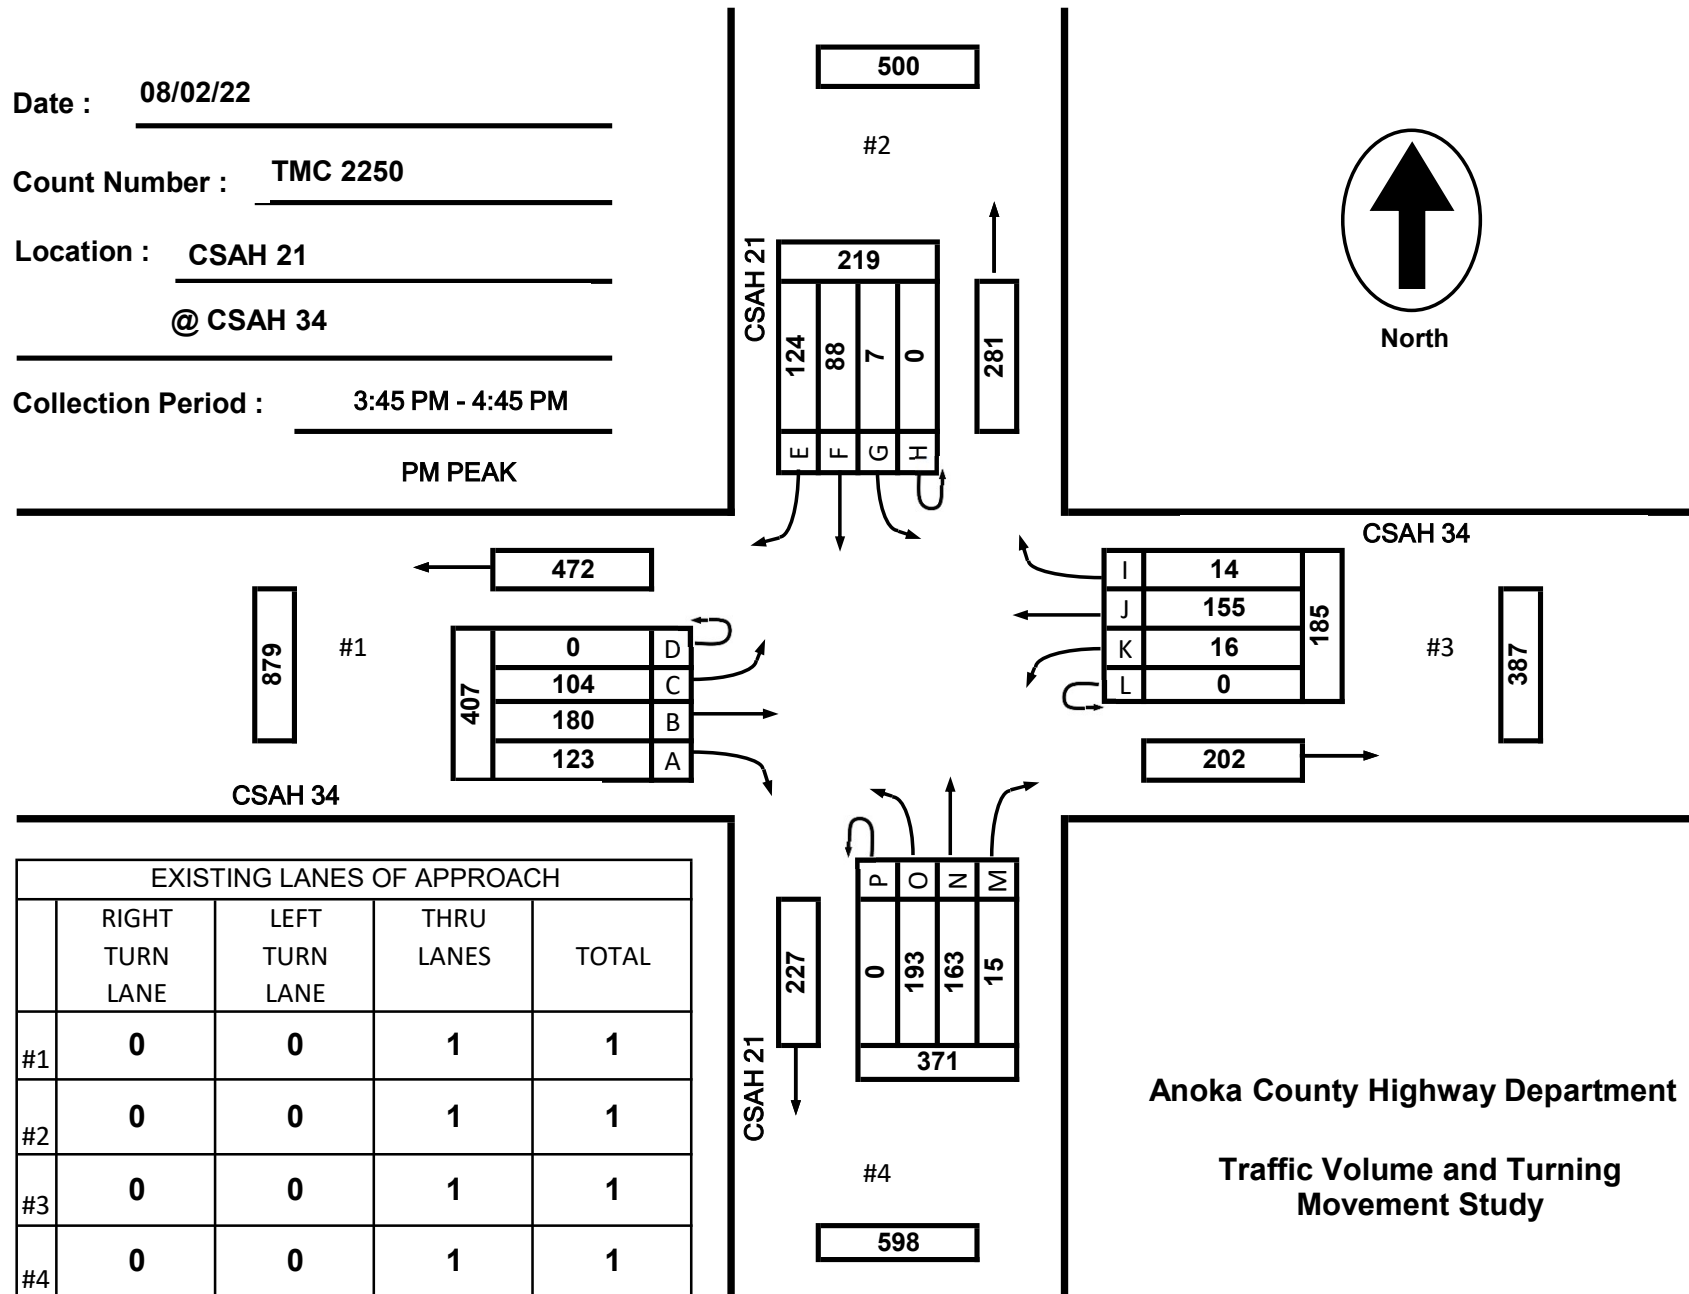 Date : 08/02/22
Count Number : TMC 2250
Location : CSAH 21
@ CSAH 34
Collection Period : 3:45 PM - 4:45 PM
PM PEAK
500
#2
CSAH 21
219
124 88 7 0
E F G H
281
North
CSAH 34
472
879
#1
407
0 D
104 C
180 B
123 A
CSAH 34
I 14
J 155
K 16
L 0
185
#3
387
202
P O N M
0 193 163 15
371
227
CSAH 21
#4
598
EXISTING LANES OF APPROACH
RIGHT TURN LANE
LEFT TURN LANE
THRU LANES
TOTAL
#1 0 0 1 1
#2 0 0 1 1
#3 0 0 1 1
#4 0 0 1 1
Anoka County Highway Department
Traffic Volume and Turning
Movement Study